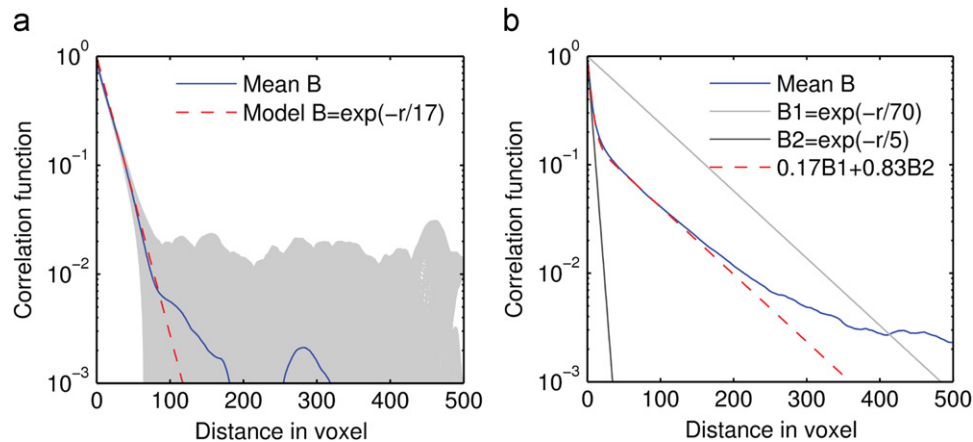 a
Correlation function
10^0
10^-1
10^-2
10^-3
Mean B
Model B=exp(−r/17)
0 100 200 300 400 500
Distance in voxel
b
Correlation function
10^0
10^-1
10^-2
10^-3
Mean B
B1=exp(−r/70)
B2=exp(−r/5)
0.17B1+0.83B2
0 100 200 300 400 500
Distance in voxel